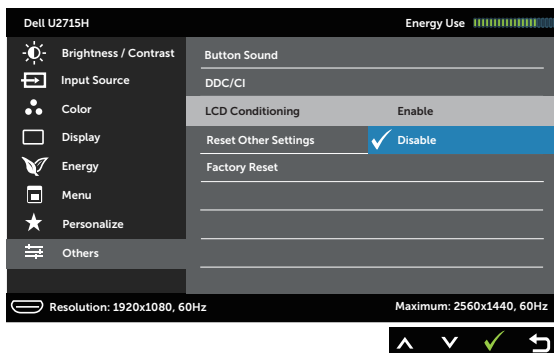 Dell U2715H Energy Use
Brightness / Contrast Button Sound
Input Source DDC/CI
Color LCD Conditioning Enable
Display Reset Other Settings Disable
Energy Factory Reset
Menu
Personalize
Others
Resolution: 1920x1080, 60Hz Maximum: 2560x1440, 60Hz